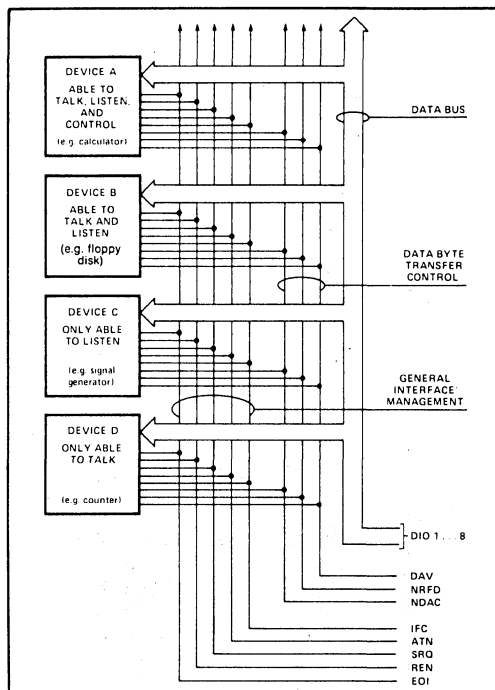 DEVICE A
ABLE TO
TALK, LISTEN,
AND
CONTROL
(e.g. calculator)
DATA BUS
DEVICE B
ABLE TO
TALK AND
LISTEN
(e.g. floppy
disk)
DATA BYTE
TRANSFER
CONTROL
DEVICE C
ONLY ABLE
TO LISTEN
(e.g. signal
generator)
GENERAL
INTERFACE
MANAGEMENT
DEVICE D
ONLY ABLE
TO TALK
(e.g. counter)
DIO 1 . . . 8
DAV
NRFD
NDAC
IFC
ATN
SRQ
REN
EOI